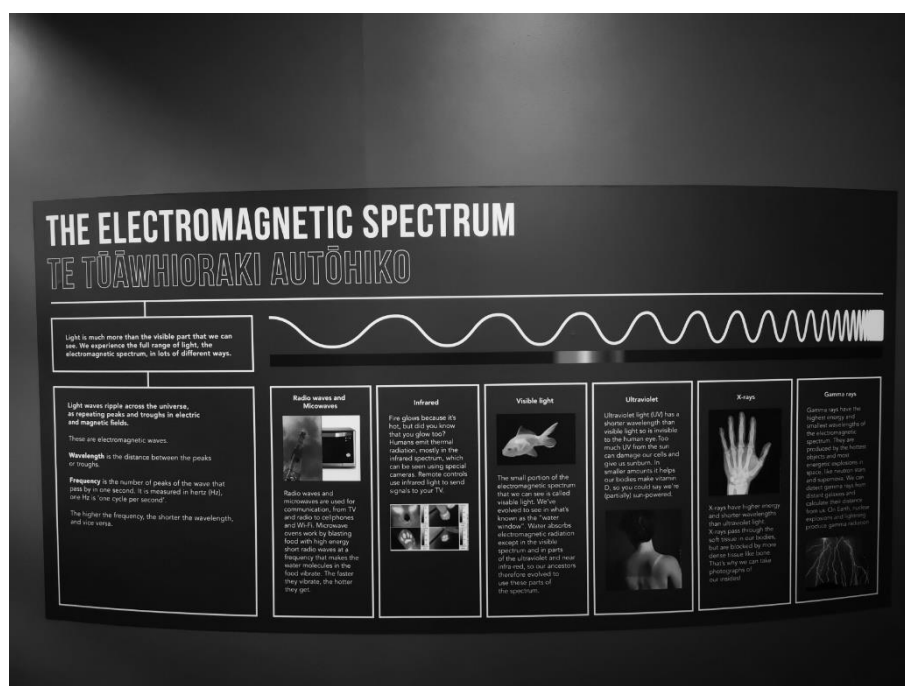 THE ELECTROMAGNETIC SPECTRUM
TE TŪĀWHIORAKI AUTŌHIKO
Light is much more than the visible part that we can
see. We experience the full range of light, the
electromagnetic spectrum, in lots of different ways.
Light waves ripple across the universe,
as repeating peaks and troughs in electric
and magnetic fields.
These are electromagnetic waves.
Wavelength is the distance between the peaks
or troughs.
Frequency is the number of peaks of the wave that
pass by in one second. It is measured in hertz (Hz),
one Hz is 'one cycle per second'.
The higher the frequency, the shorter the wavelength,
and vice versa.
Radio waves and
Micowaves
Radio waves and
microwaves are used for
communication, from TV
and radio to cellphones
and Wi-Fi. Microwave
ovens work by blasting
food with high energy
short radio waves at a
frequency that makes the
water molecules in the
food vibrate. The faster
they vibrate, the hotter
they get.
Infrared
Fire glows because it's
hot, but did you know
that you glow too?
Humans emit thermal
radiation, mostly in the
infrared spectrum, which
can be seen using special
cameras. Remote controls
use infrared light to send
signals to your TV.
Visible light
The small portion of the
electromagnetic spectrum
that we can see is called
visable light. We've
evolved to see in what's
known as the "water
window". Water absorbs
electromagnetic radiation
except in the visible
spectrum and in parts
of the ultraviolet and near
infra-red, so our ancestors
therefore evolved to
use these parts of
the spectrum.
Ultraviolet
Ultraviolet light (UV) has a
shorter wavelength than
visible light so is invisible
to the human eye. Too
much UV from the sun
can damage our cells and
give us sunburn. In
smaller amounts it helps
our bodies make vitamin
D, so you could say we're
(partially) sun-powered.
X-rays
X-rays have higher energy
and shorter wavelengths
than ultraviolet light.
X-rays pass through the
soft tissue in our bodies,
but are blocked by more
dense tissue like bone.
That's why we can take
photographs of
our insides!
Gamma rays
Gamma rays have the
highest energy and
smallest wavelengths of
the electromagnetic
spectrum. They are
produced by the hottest
objects and most
energetic explosions in
space, like neutron stars
and supernova. We can
detect gamma rays from
distant galaxies and
calculate their distance
from us. On Earth, nuclear
explosions and lightning
produce gamma radiation.